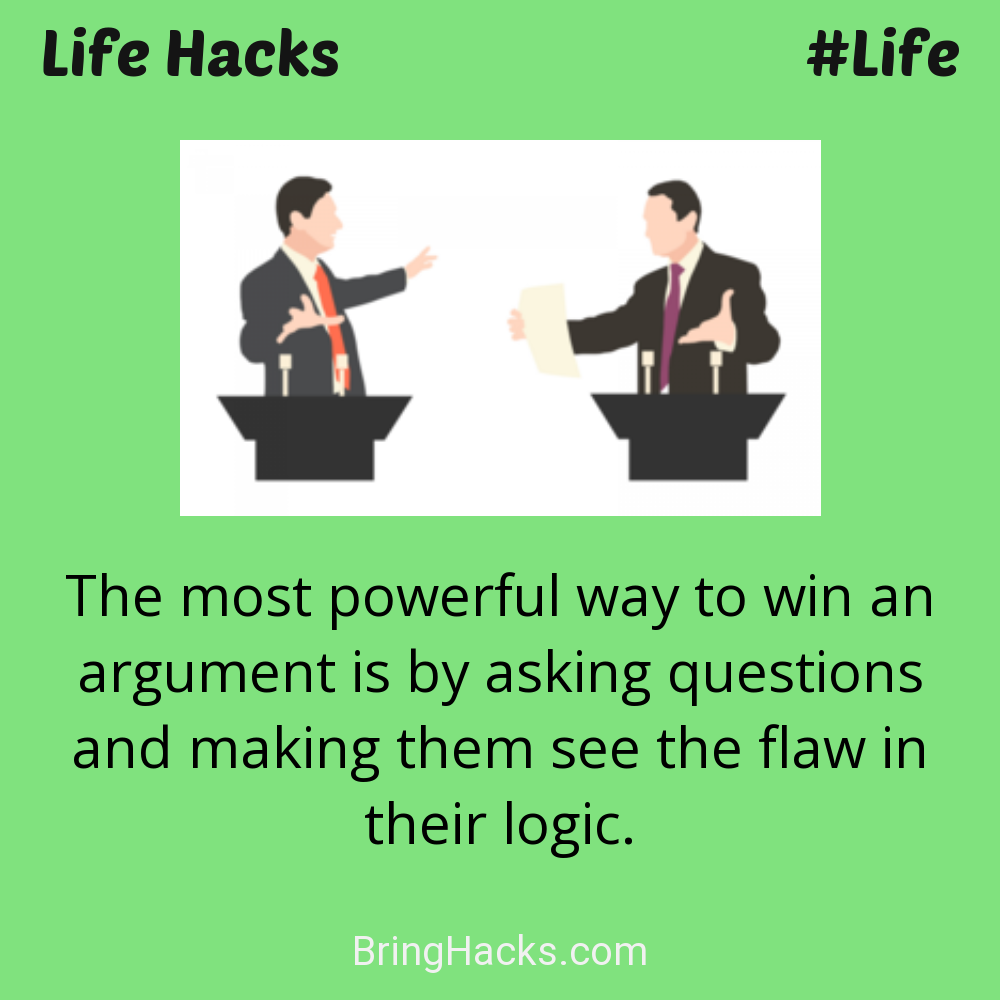 Life Hacks
#Life
The most powerful way to win an
argument is by asking questions
and making them see the flaw in
their logic.
BringHacks.com